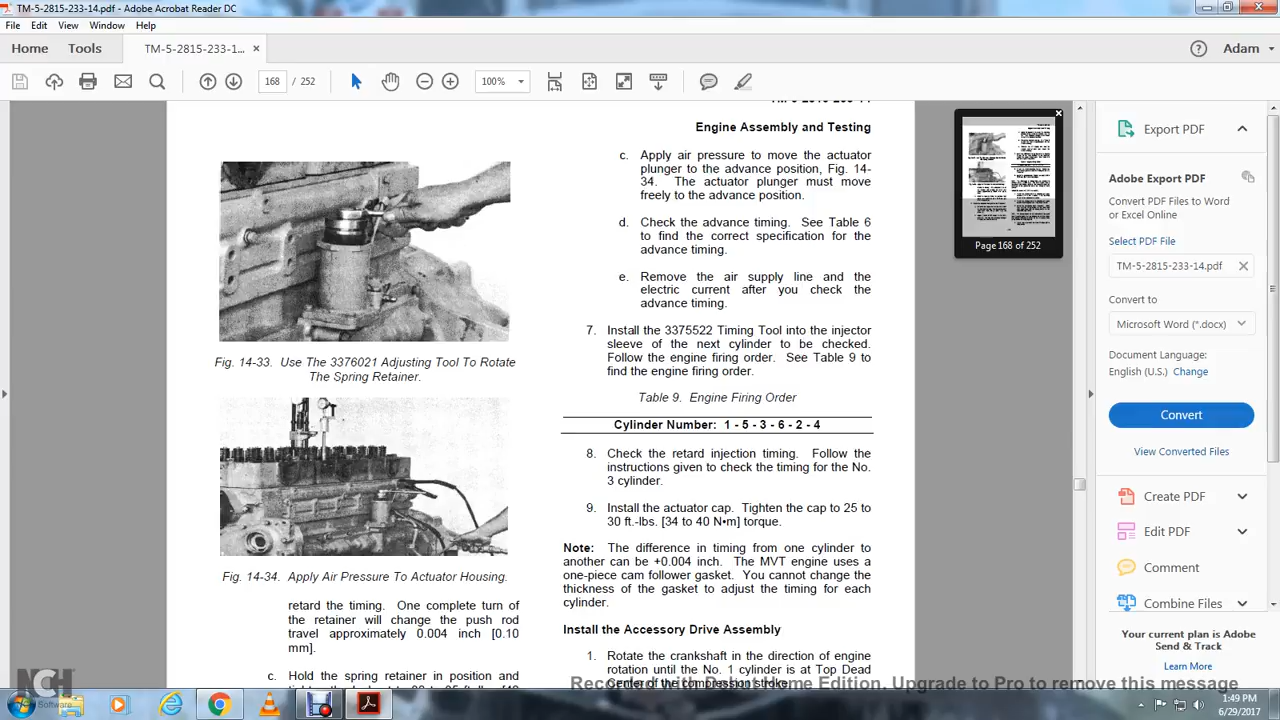 TM-5-2815-233-14.pdf - Adobe Acrobat Reader DC
File Edit View Window Help
Home Tools TM-5-2815-233-1... Adam
168 / 252 100%
Engine Assembly and Testing
c. Apply air pressure to move the actuator
plunger to the advance position, Fig. 14-
34. The actuator plunger must move
freely to the advance position.
d. Check the advance timing. See Table 6
to find the correct specification for the
advance timing.
e. Remove the air supply line and the
electric current after you check the
advance timing.
7. Install the 3375522 Timing Tool into the injector
sleeve of the next cylinder to be checked.
Follow the engine firing order. See Table 9 to
find the engine firing order.
Table 9. Engine Firing Order
Cylinder Number: 1 - 5 - 3 - 6 - 2 - 4
8. Check the retard injection timing. Follow the
instructions given to check the timing for the No.
3 cylinder.
9. Install the actuator cap. Tighten the cap to 25 to
30 ft.-lbs. [34 to 40 N•m] torque.
Note: The difference in timing from one cylinder to
another can be +0.004 inch. The MVT engine uses a
one-piece cam follower gasket. You cannot change the
thickness of the gasket to adjust the timing for each
cylinder.
Install the Accessory Drive Assembly
1. Rotate the crankshaft in the direction of engine
rotation until the No. 1 cylinder is at Top Dead
Center of the compression stroke.
Fig. 14-33. Use The 3376021 Adjusting Tool To Rotate
The Spring Retainer.
Fig. 14-34. Apply Air Pressure To Actuator Housing.
retard the timing. One complete turn of
the retainer will change the push rod
travel approximately 0.004 inch [0.10
mm].
c. Hold the spring retainer in position and
Page 168 of 252
Export PDF
Adobe Export PDF
Convert PDF Files to Word
or Excel Online
Select PDF File
TM-5-2815-233-14.pdf
Convert to
Microsoft Word (*.docx)
Document Language:
English (U.S.) Change
Convert
View Converted Files
Create PDF
Edit PDF
Comment
Combine Files
Your current plan is Adobe
Send & Track
Learn More
Recorded with Debut Home Edition. Upgrade to Pro to remove this message
NCH
Software
1:49 PM
6/29/2017